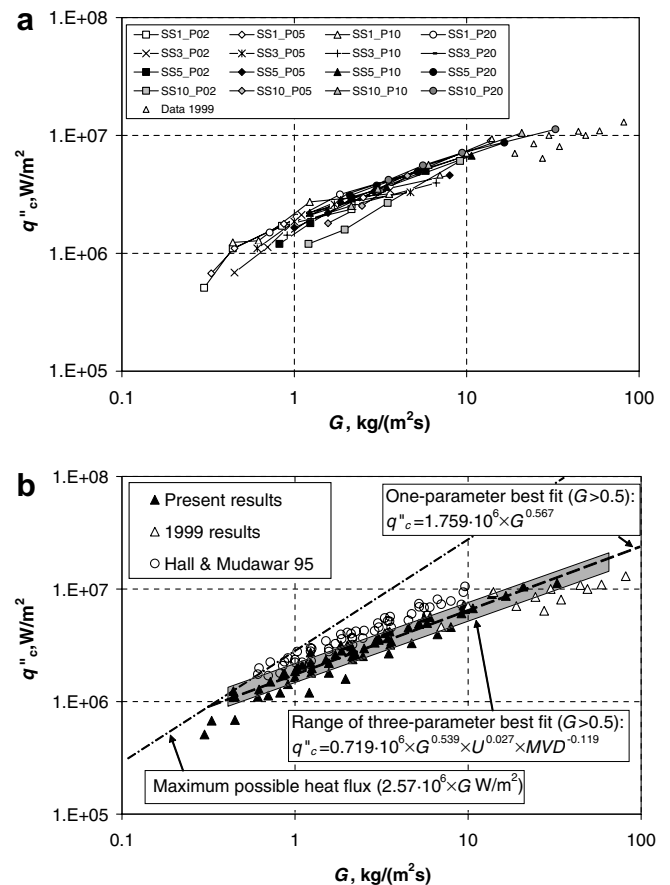 a
1.E+08
SS1_P02 SS1_P05 SS1_P10 SS1_P20
SS3_P02 SS3_P05 SS3_P10 SS3_P20
SS5_P02 SS5_P05 SS5_P10 SS5_P20
SS10_P02 SS10_P05 SS10_P10 SS10_P20
Data 1999
1.E+07
q"c,W/m²
1.E+06
1.E+05
0.1 1 10 100
G, kg/(m²s)
b
1.E+08
Present results
1999 results
Hall & Mudawar 95
One-parameter best fit (G>0.5):
q"c=1.759·10⁶×G^0.567
1.E+07
q"c,W/m²
1.E+06
Range of three-parameter best fit (G>0.5):
q"c=0.719·10⁶×G^0.539×U^0.027×MVD^-0.119
Maximum possible heat flux (2.57·10⁶×G W/m²)
1.E+05
0.1 1 10 100
G, kg/(m²s)